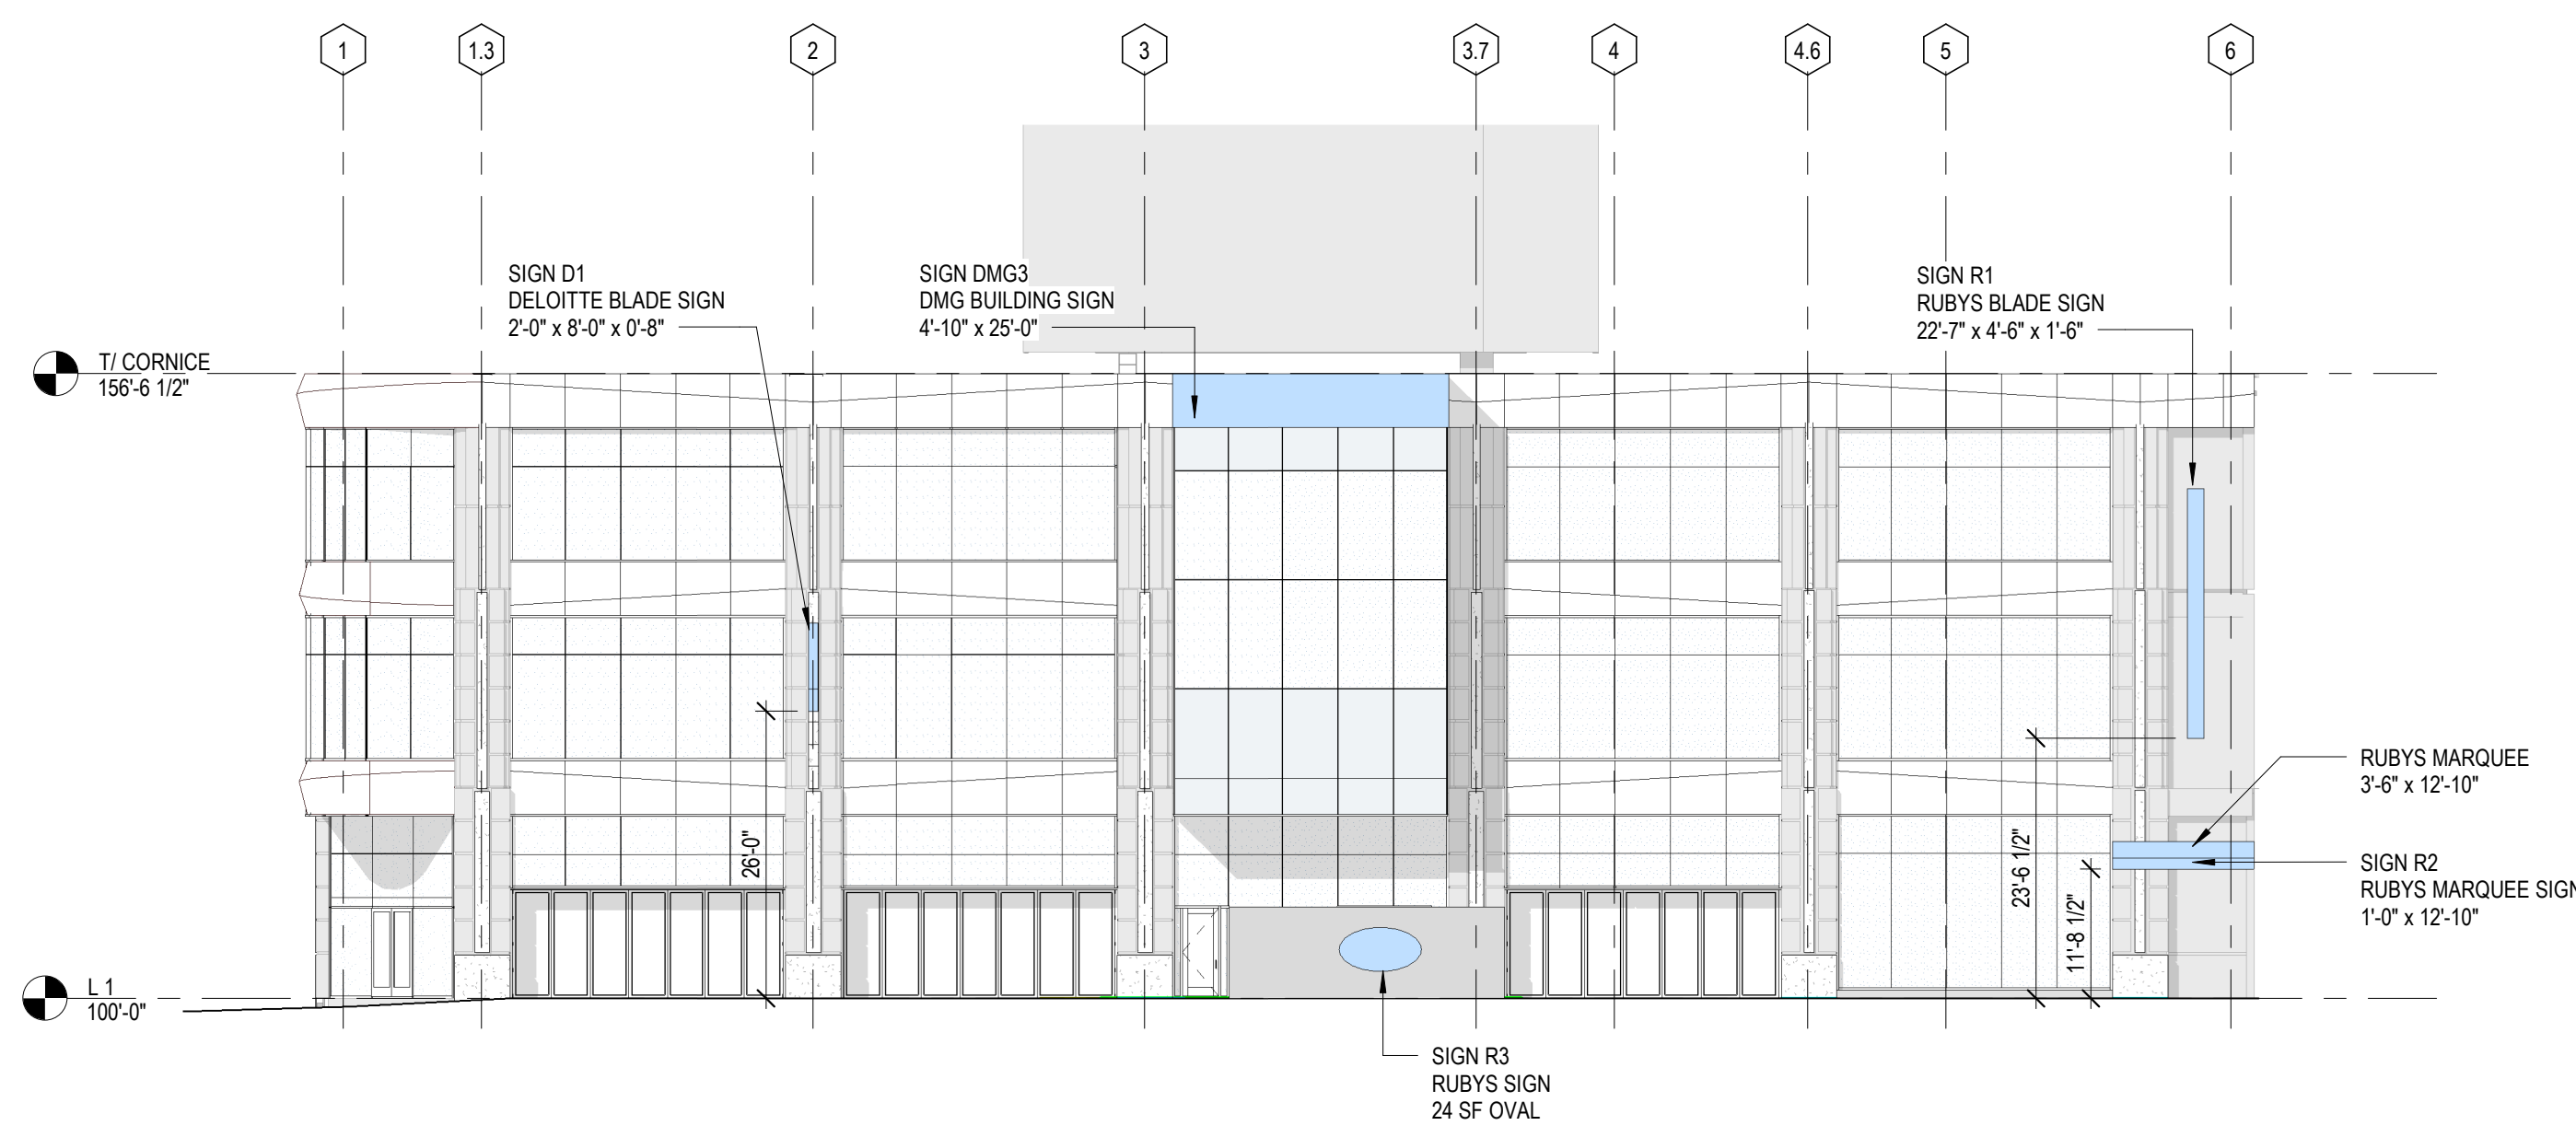 1
1.3
2
3
3.7
4
4.6
5
6
SIGN D1
DELOITTE BLADE SIGN
2'-0" x 8'-0" x 0'-8"
SIGN DMG3
DMG BUILDING SIGN
4'-10" x 25'-0"
SIGN R1
RUBYS BLADE SIGN
22'-7" x 4'-6" x 1'-6"
T/ CORNICE
156'-6 1/2"
RUBYS MARQUEE
3'-6" x 12'-10"
26'-0"
23'-6 1/2"
11'-8 1/2"
SIGN R2
RUBYS MARQUEE SIGN
1'-0" x 12'-10"
L 1
100'-0"
SIGN R3
RUBYS SIGN
24 SF OVAL